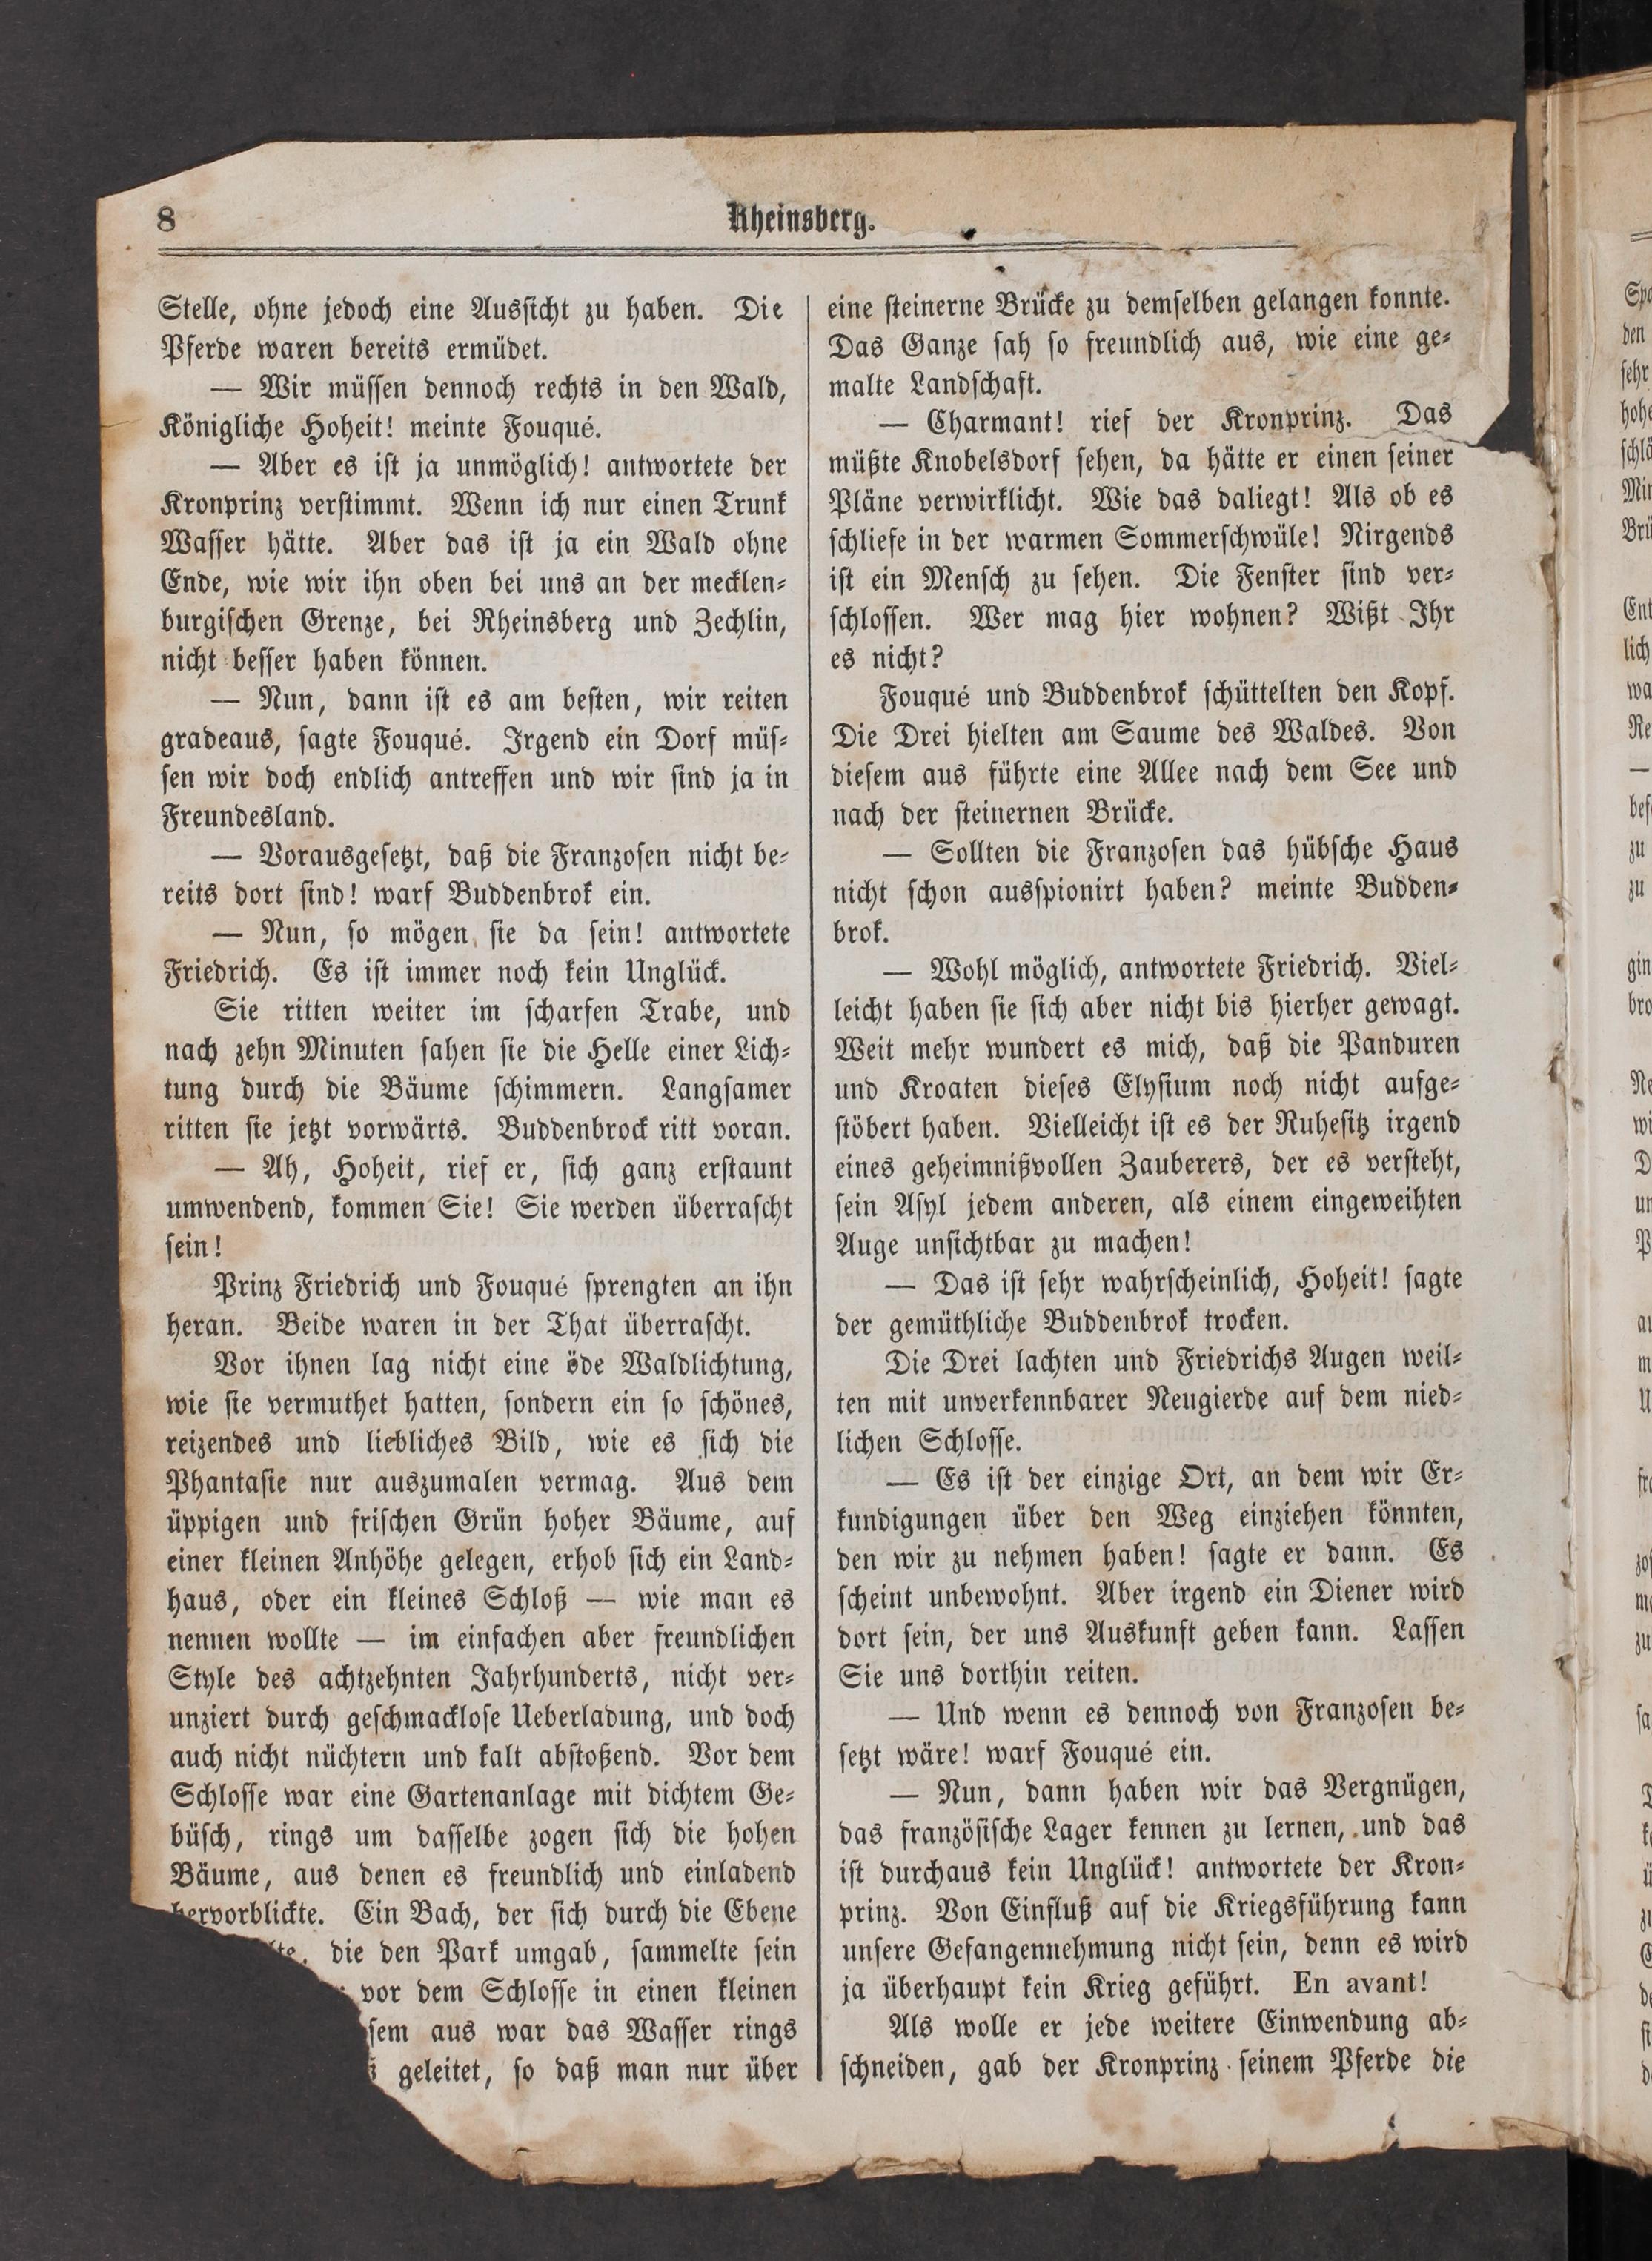 8
Rheinsberg.
Stelle, ohne jedoch eine Aussicht zu haben. Die
Pferde waren bereits ermüdet.
— Wir müssen dennoch rechts in den Wald,
Königliche Hoheit! meinte Fouqué.
— Aber es ist ja unmöglich! antwortete der
Kronprinz verstimmt. Wenn ich nur einen Trunk
Wasser hätte. Aber das ist ja ein Wald ohne
Ende, wie wir ihn oben bei uns an der mecklen-
burgischen Grenze, bei Rheinsberg und Zechlin,
nicht besser haben können.
— Nun, dann ist es am besten, wir reiten
gradeaus, sagte Fouqué. Irgend ein Dorf müs-
sen wir doch endlich antreffen und wir sind ja in
Freundesland.
— Vorausgesetzt, daß die Franzosen nicht be-
reits dort sind! warf Buddenbrok ein.
— Nun, so mögen sie da sein! antwortete
Friedrich. Es ist immer noch kein Unglück.
Sie ritten weiter im scharfen Trabe, und
nach zehn Minuten sahen sie die Helle einer Lich-
tung durch die Bäume schimmern. Langsamer
ritten sie jetzt vorwärts. Buddenbrock ritt voran.
— Ah, Hoheit, rief er, sich ganz erstaunt
umwendend, kommen Sie! Sie werden überrascht
sein!
Prinz Friedrich und Fouqué sprengten an ihn
heran. Beide waren in der That überrascht.
Vor ihnen lag nicht eine öde Waldlichtung,
wie sie vermuthet hatten, sondern ein so schönes,
reizendes und liebliches Bild, wie es sich die
Phantasie nur auszumalen vermag. Aus dem
üppigen und frischen Grün hoher Bäume, auf
einer kleinen Anhöhe gelegen, erhob sich ein Land-
haus, oder ein kleines Schloß — wie man es
nennen wollte — im einfachen aber freundlichen
Style des achtzehnten Jahrhunderts, nicht ver-
unziert durch geschmacklose Ueberladung, und doch
auch nicht nüchtern und kalt abstoßend. Vor dem
Schlosse war eine Gartenanlage mit dichtem Ge-
büsch, rings um dasselbe zogen sich die hohen
Bäume, aus denen es freundlich und einladend
hervorblickte. Ein Bach, der sich durch die Ebene
die den Park umgab, sammelte sein
vor dem Schlosse in einen kleinen
aus war das Wasser rings
geleitet, so daß man nur über
eine steinerne Brücke zu demselben gelangen konnte.
Das Ganze sah so freundlich aus, wie eine ge-
malte Landschaft.
— Charmant! rief der Kronprinz. Das
müßte Knobelsdorf sehen, da hätte er einen seiner
Pläne verwirklicht. Wie das daliegt! Als ob es
schliefe in der warmen Sommerschwüle! Nirgends
ist ein Mensch zu sehen. Die Fenster sind ver-
schlossen. Wer mag hier wohnen? Wißt Ihr
es nicht?
Fouqué und Buddenbrok schüttelten den Kopf.
Die Drei hielten am Saume des Waldes. Von
diesem aus führte eine Allee nach dem See und
nach der steinernen Brücke.
— Sollten die Franzosen das hübsche Haus
nicht schon ausspionirt haben? meinte Budden-
brok.
— Wohl möglich, antwortete Friedrich. Viel-
leicht haben sie sich aber nicht bis hierher gewagt.
Weit mehr wundert es mich, daß die Panduren
und Kroaten dieses Elysium noch nicht aufge-
stöbert haben. Vielleicht ist es der Ruhesitz irgend
eines geheimnißvollen Zauberers, der es versteht,
sein Asyl jedem anderen, als einem eingeweihten
Auge unsichtbar zu machen!
— Das ist sehr wahrscheinlich, Hoheit! sagte
der gemüthliche Buddenbrok trocken.
Die Drei lachten und Friedrichs Augen weil-
ten mit unverkennbarer Neugierde auf dem nied-
lichen Schlosse.
— Es ist der einzige Ort, an dem wir Er-
kundigungen über den Weg einziehen könnten,
den wir zu nehmen haben! sagte er dann. Es
scheint unbewohnt. Aber irgend ein Diener wird
dort sein, der uns Auskunft geben kann. Lassen
Sie uns dorthin reiten.
— Und wenn es dennoch von Franzosen be-
setzt wäre! warf Fouqué ein.
— Nun, dann haben wir das Vergnügen,
das französische Lager kennen zu lernen, und das
ist durchaus kein Unglück! antwortete der Kron-
prinz. Von Einfluß auf die Kriegsführung kann
unsere Gefangennehmung nicht sein, denn es wird
ja überhaupt kein Krieg geführt. En avant!
Als wolle er jede weitere Einwendung ab-
schneiden, gab der Kronprinz seinem Pferde die